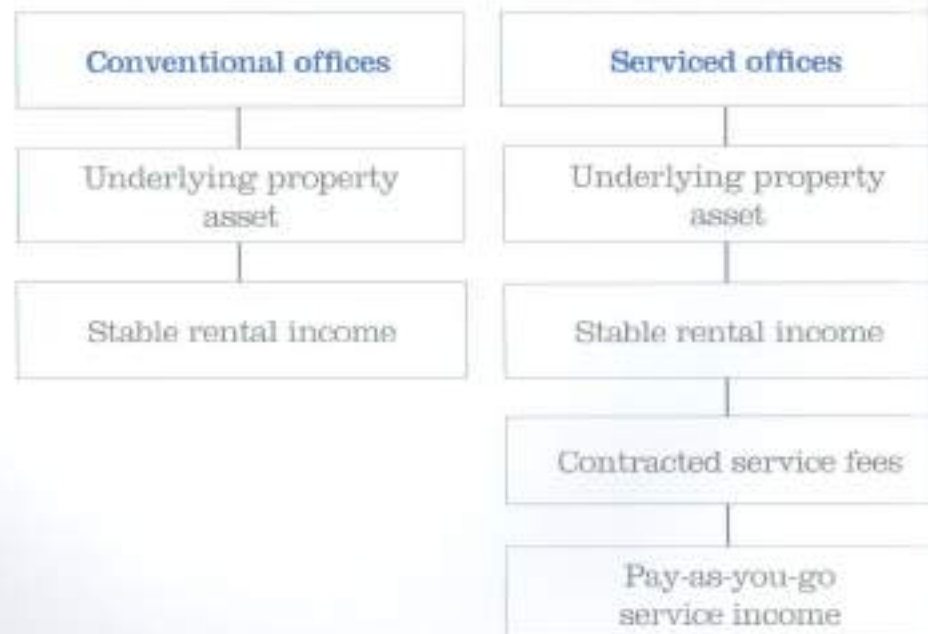 Conventional offices
Underlying property
asset
Stable rental income
Serviced offices
Underlying property
asset
Stable rental income
Contracted service fees
Pay-as-you-go
service income